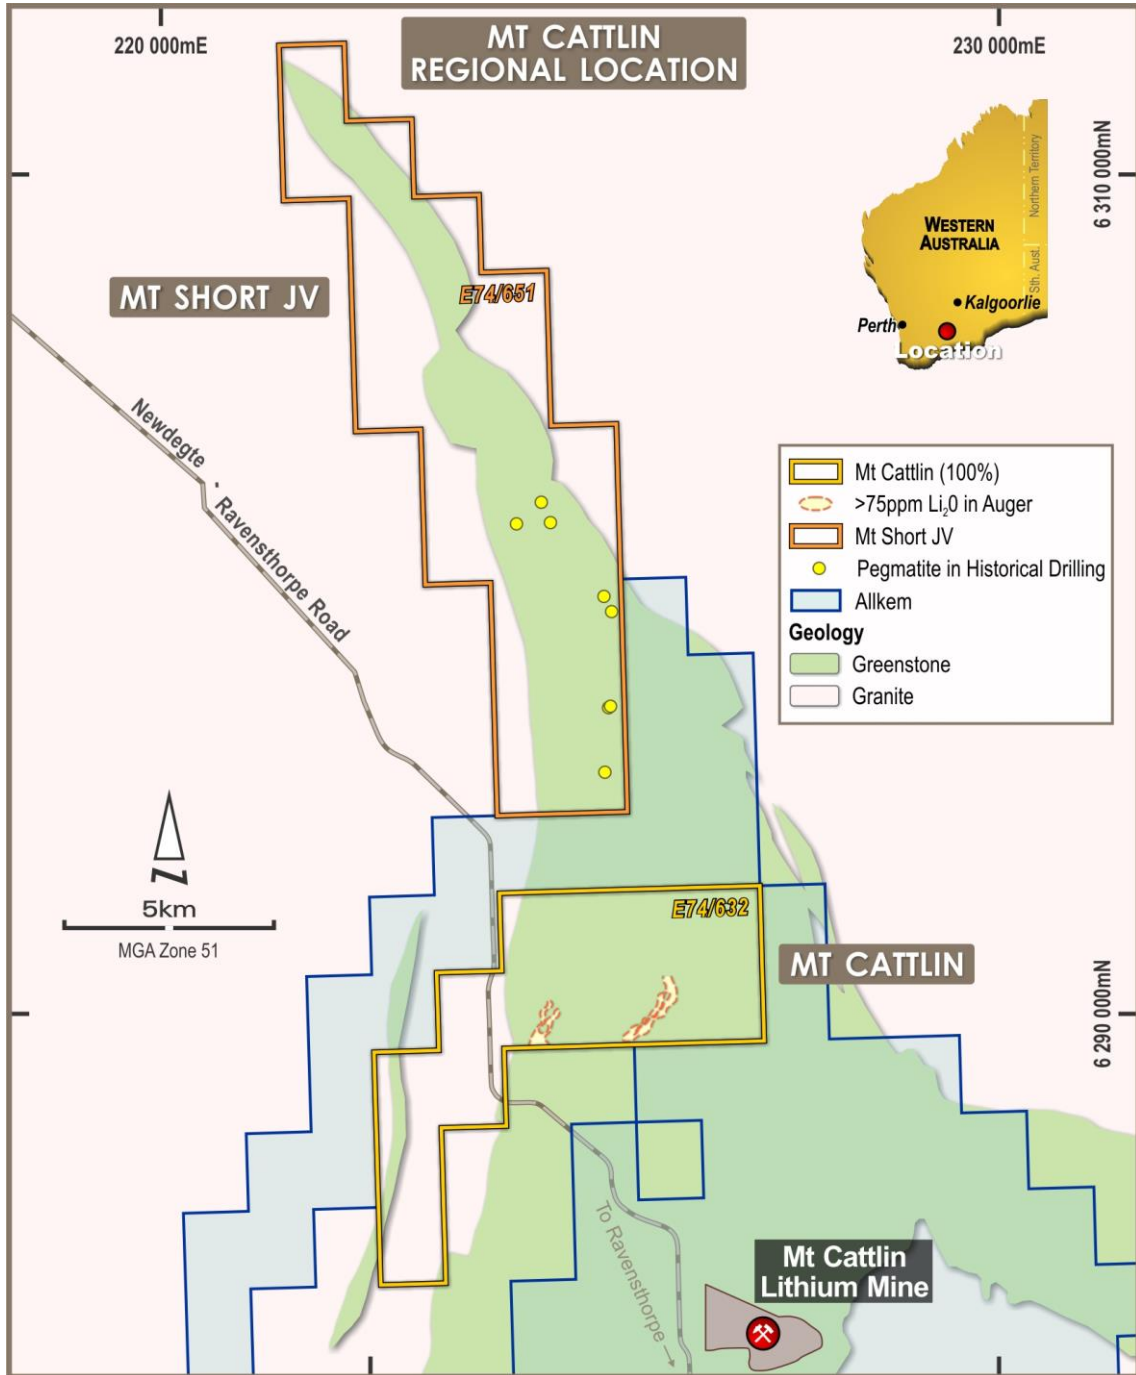 220 000mE
MT CATTLIN
REGIONAL LOCATION
230 000mE
6 310 000mN
Northern Territory
Sth. Aust.
WESTERN
AUSTRALIA
Kalgoorlie
Perth
Location
MT SHORT JV
E74/651
Newdegte - Ravensthorpe Road
Mt Cattlin (100%)
>75ppm Li₂0 in Auger
Mt Short JV
Pegmatite in Historical Drilling
Allkem
Geology
Greenstone
Granite
N
5km
MGA Zone 51
E74/632
MT CATTLIN
6 290 000mN
To Ravensthorpe
Mt Cattlin
Lithium Mine